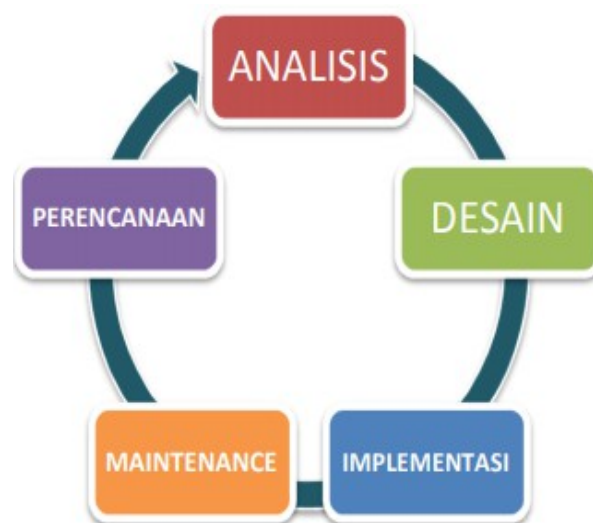 ANALISIS
DESAIN
IMPLEMENTASI
MAINTENANCE
PERENCANAAN